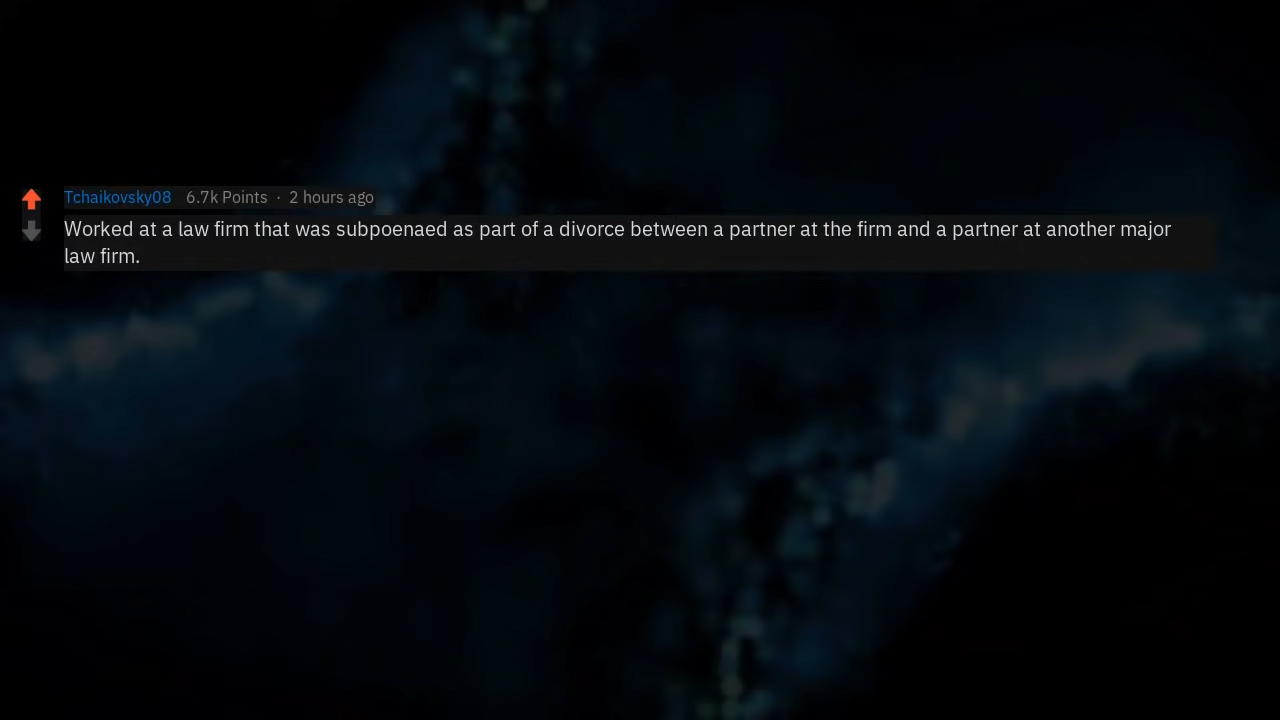 Tchaikovsky08 6.7k Points · 2 hours ago
Worked at a law firm that was subpoenaed as part of a divorce between a partner at the firm and a partner at another major
law firm.